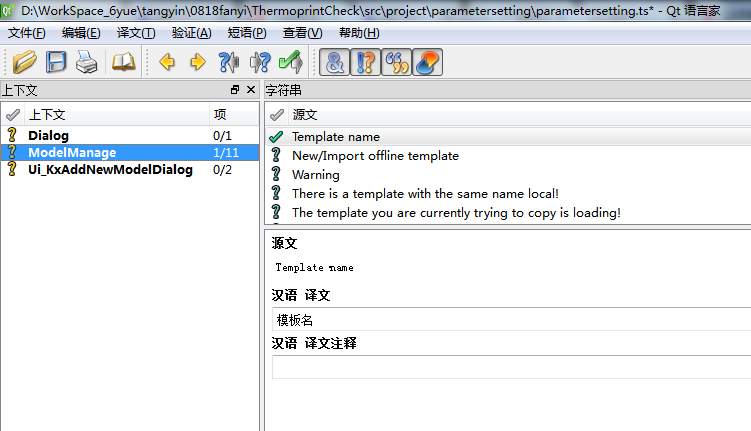 D:\WorkSpace_6yue\tangyin\0818fanyi\ThermoprintCheck\src\project\parametersetting\parametersetting.ts* - Qt 语言家
文件(F) 编辑(E) 译文(T) 验证(A) 短语(P) 查看(V) 帮助(H)
上下文
上下文 项
Dialog 0/1
ModelManage 1/11
Ui_KxAddNewModelDialog 0/2
字符串
源文
Template name
New/Import offline template
Warning
There is a template with the same name local!
The template you are currently trying to copy is loading!
源文
Template name
汉语 译文
模板名
汉语 译文注释